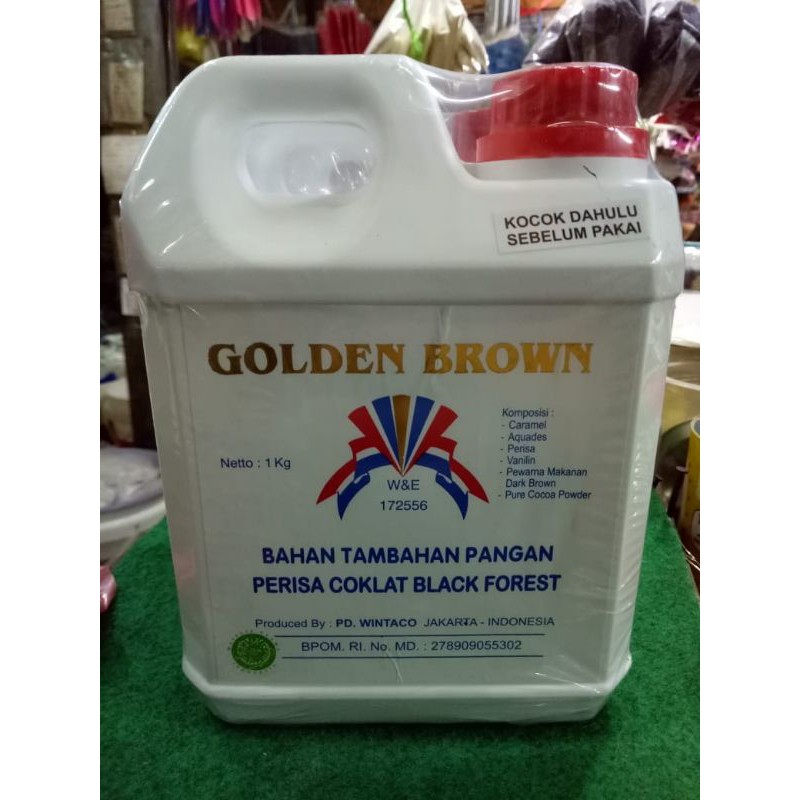 KOCOK DAHULU
SEBELUM PAKAI
GOLDEN BROWN
Komposisi :
- Caramel
- Aquades
- Perisa
- Vanilin
- Pewarna Makanan
Dark Brown
- Pure Cocoa Powder
Netto : 1 Kg
W&E
172556
BAHAN TAMBAHAN PANGAN
PERISA COKLAT BLACK FOREST
Produced By : PD. WINTACO JAKARTA - INDONESIA
BPOM. RI. No. MD. : 278909055302